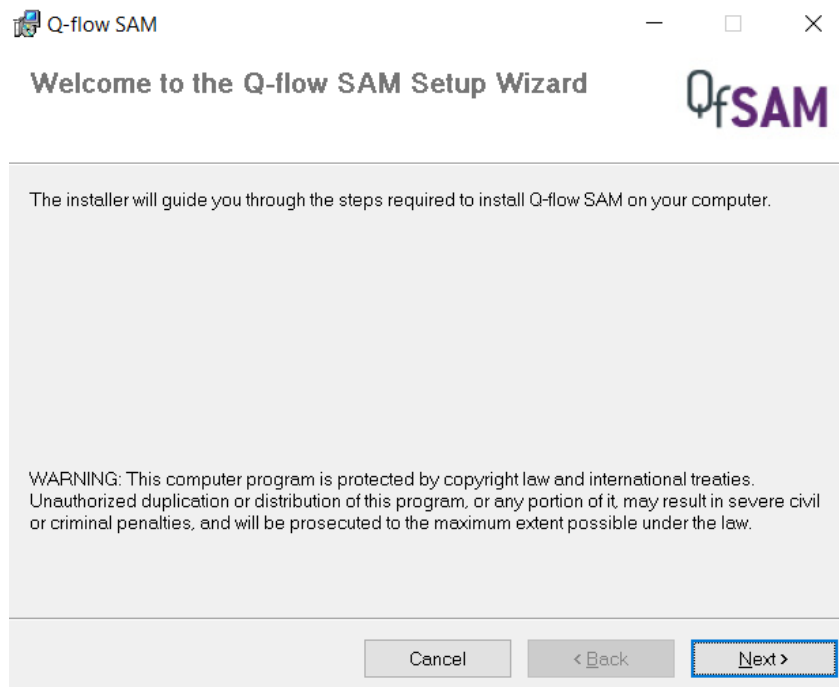 Q-flow SAM
Welcome to the Q-flow SAM Setup Wizard
QfSAM
The installer will guide you through the steps required to install Q-flow SAM on your computer.
WARNING: This computer program is protected by copyright law and international treaties.
Unauthorized duplication or distribution of this program, or any portion of it, may result in severe civil
or criminal penalties, and will be prosecuted to the maximum extent possible under the law.
Cancel
< Back
Next >